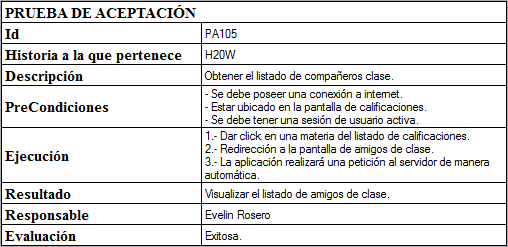 PRUEBA DE ACEPTACIÓN
Id PA105
Historia a la que pertenece H20W
Descripción Obtener el listado de compañeros clase.
PreCondiciones
- Se debe poseer una conexión a internet.
- Estar ubicado en la pantalla de calificaciones.
- Se debe tener una sesión de usuario activa.
Ejecución
1.- Dar click en una materia del listado de calificaciones.
2.- Redirección a la pantalla de amigos de clase.
3.- La aplicación realizará una petición al servidor de manera
automática.
Resultado Visualizar el listado de amigos de clase.
Responsable Evelin Rosero
Evaluación Exitosa.